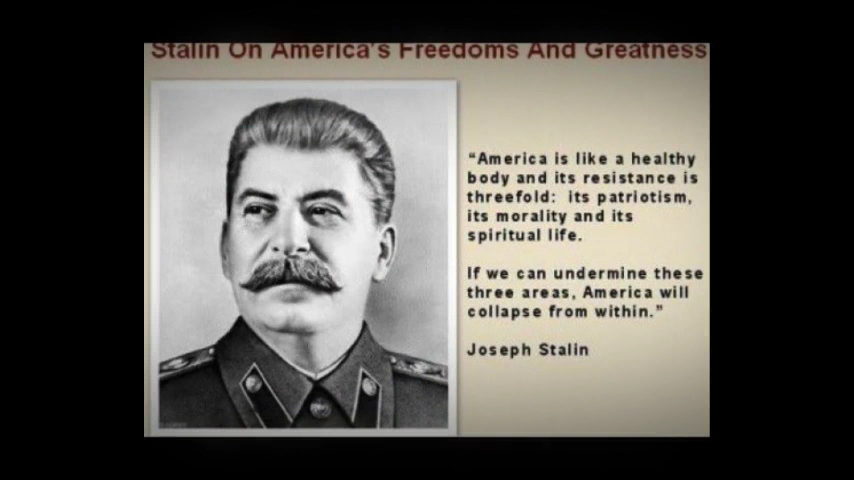 Stalin On America's Freedoms And Greatness
"America is like a healthy
body and its resistance is
threefold:  its patriotism,
its morality and its
spiritual life.
If we can undermine these
three areas, America will
collapse from within."
Joseph Stalin